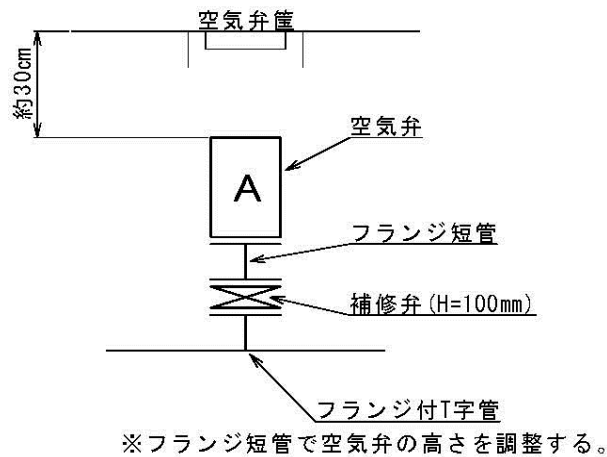 空気弁筐
約30cm
空気弁
A
フランジ短管
補修弁(H=100mm)
フランジ付T字管
※フランジ短管で空気弁の高さを調整する。